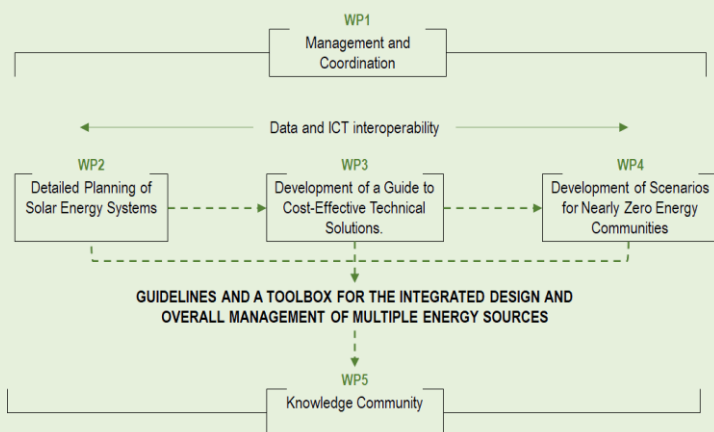 WP1
Management and
Coordination
Data and ICT interoperability
WP2
Detailed Planning of
Solar Energy Systems
WP3
Development of a Guide to
Cost-Effective Technical
Solutions.
WP4
Development of Scenarios
for Nearly Zero Energy
Communities
GUIDELINES AND A TOOLBOX FOR THE INTEGRATED DESIGN AND
OVERALL MANAGEMENT OF MULTIPLE ENERGY SOURCES
WP5
Knowledge Community